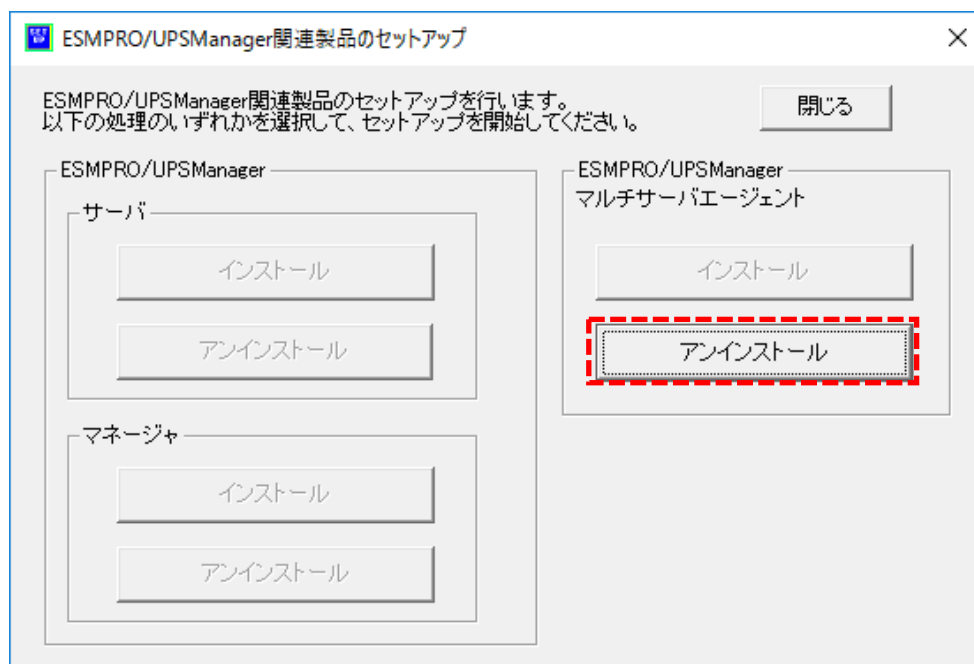 ESMPRO/UPSManager関連製品のセットアップ
ESMPRO/UPSManager関連製品のセットアップを行います。
以下の処理のいずれかを選択して、セットアップを開始してください。
閉じる
ESMPRO/UPSManager
サーバ
インストール
アンインストール
マネージャ
インストール
アンインストール
ESMPRO/UPSManager
マルチサーバエージェント
インストール
アンインストール